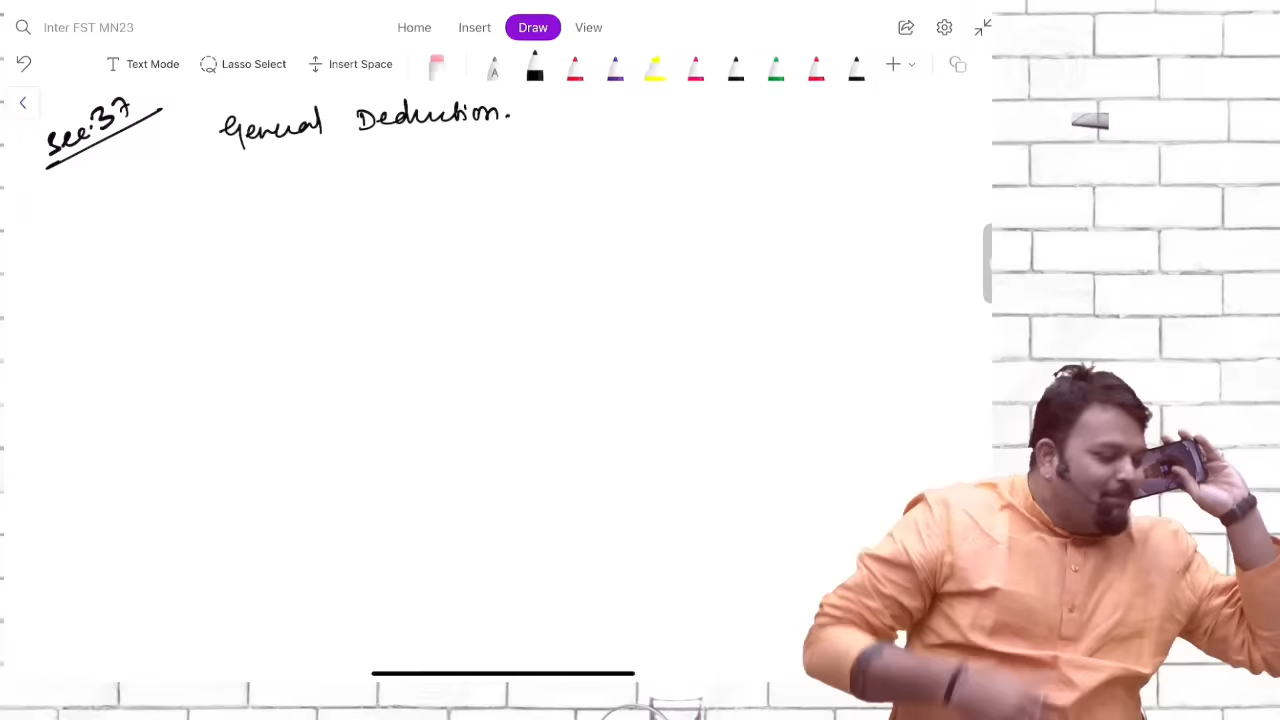 Inter FST MN23
Home Insert Draw View
Text Mode Lasso Select Insert Space
A
Sec.37 General Deduction.